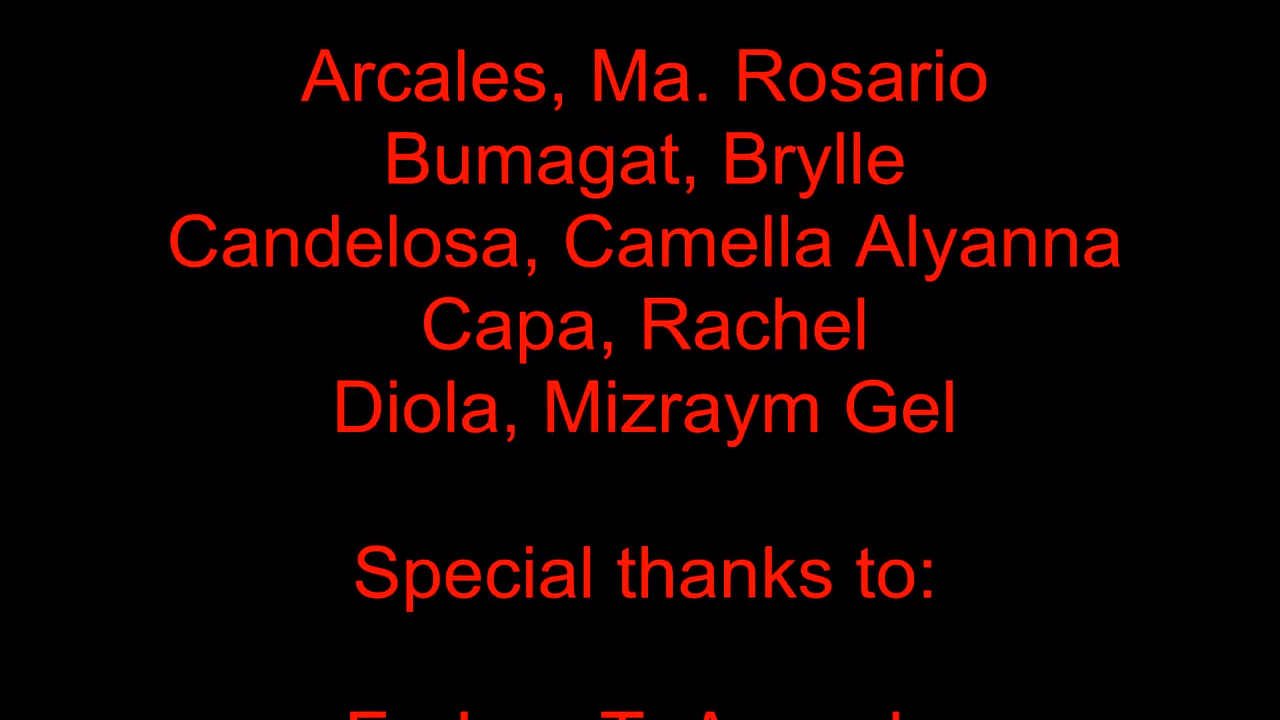 Arcales, Ma. Rosario
Bumagat, Brylle
Candelosa, Camella Alyanna
Capa, Rachel
Diola, Mizraym Gel
Special thanks to: